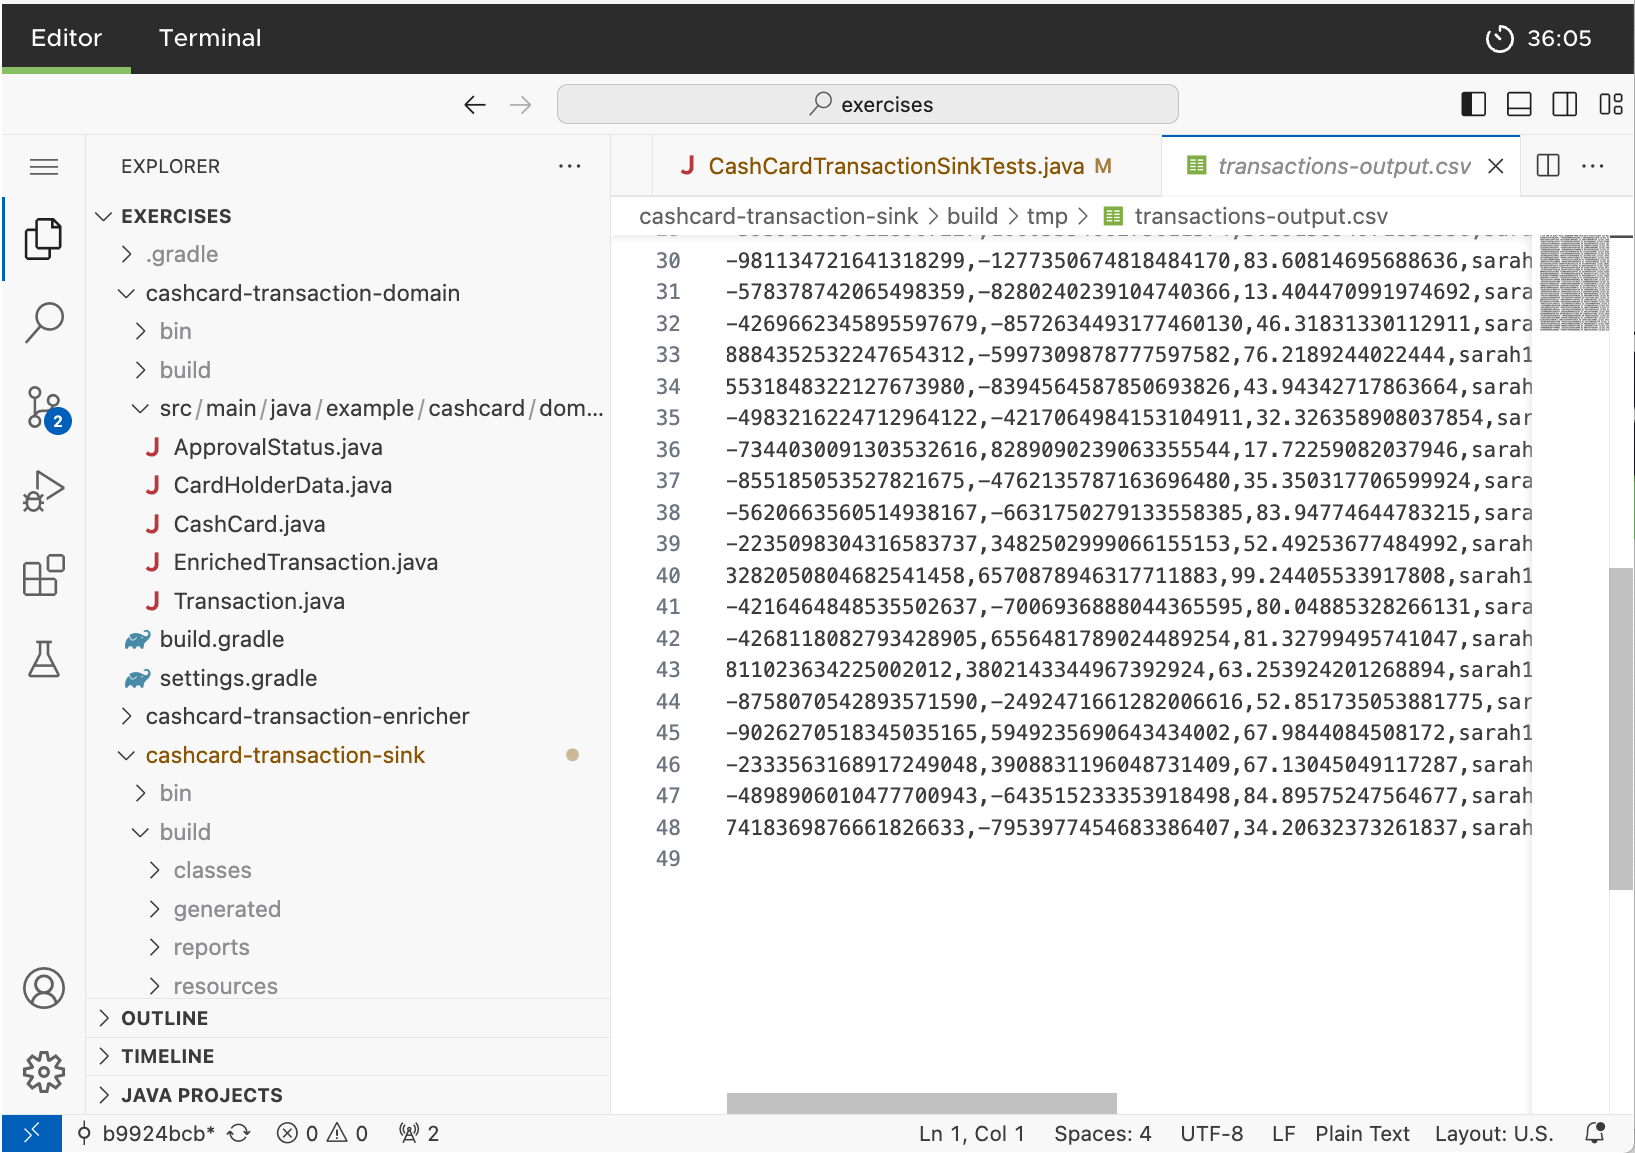 Editor Terminal 36:05
exercises
EXPLORER
CashCardTransactionSinkTests.java M
transactions-output.csv
cashcard-transaction-sink > build > tmp > transactions-output.csv
EXERCISES
.gradle
cashcard-transaction-domain
bin
build
src/main/java/example/cashcard/dom...
ApprovalStatus.java
CardHolderData.java
CashCard.java
EnrichedTransaction.java
Transaction.java
build.gradle
settings.gradle
cashcard-transaction-enricher
cashcard-transaction-sink
bin
build
classes
generated
reports
resources
OUTLINE
TIMELINE
JAVA PROJECTS
30 -981134721641318299,-1277350674818484170,83.60814695688636,sarah
31 -578378742065498359,-8280240239104740366,13.404470991974692,sara
32 -4269662345895597679,-8572634493177460130,46.31831330112911,sara
33 8884352532247654312,-5997309878777597582,76.2189244022444,sarah1
34 5531848322127673980,-8394564587850693826,43.94342717863664,sarah
35 -4983216224712964122,-4217064984153104911,32.326358908037854,sar
36 -7344030091303532616,8289090239063355544,17.72259082037946,sarah
37 -855185053527821675,-4762135787163696480,35.350317706599924,sara
38 -5620663560514938167,-6631750279133558385,83.94774644783215,sara
39 -2235098304316583737,3482502999066155153,52.49253677484992,sarah
40 3282050804682541458,6570878946317711883,99.24405533917808,sarah1
41 -4216464848535502637,-7006936888044365595,80.04885328266131,sara
42 -4268118082793428905,6556481789024489254,81.32799495741047,sarah
43 811023634225002012,3802143344967392924,63.253924201268894,sarah1
44 -8758070542893571590,-2492471661282006616,52.851735053881775,sar
45 -9026270518345035165,5949235690643434002,67.9844084508172,sarah1
46 -2333563168917249048,3908831196048731409,67.13045049117287,sarah
47 -4898906010477700943,-643515233353918498,84.89575247564677,sarah
48 7418369876661826633,-7953977454683386407,34.20632373261837,sarah
49
2
b9924bcb* 0 0 2 Ln 1, Col 1 Spaces: 4 UTF-8 LF Plain Text Layout: U.S.